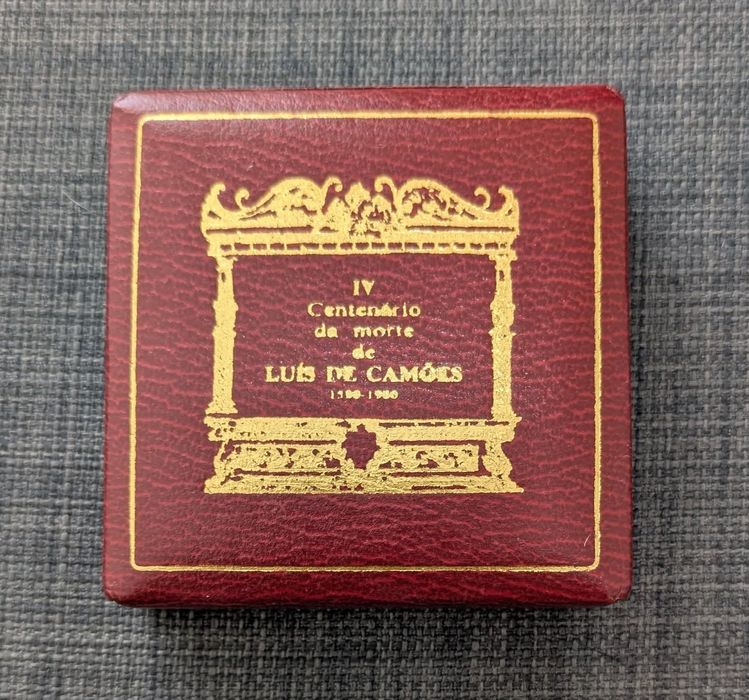 IV
Centenário
da morte
de
LUÍS DE CAMÕES
1580-1980